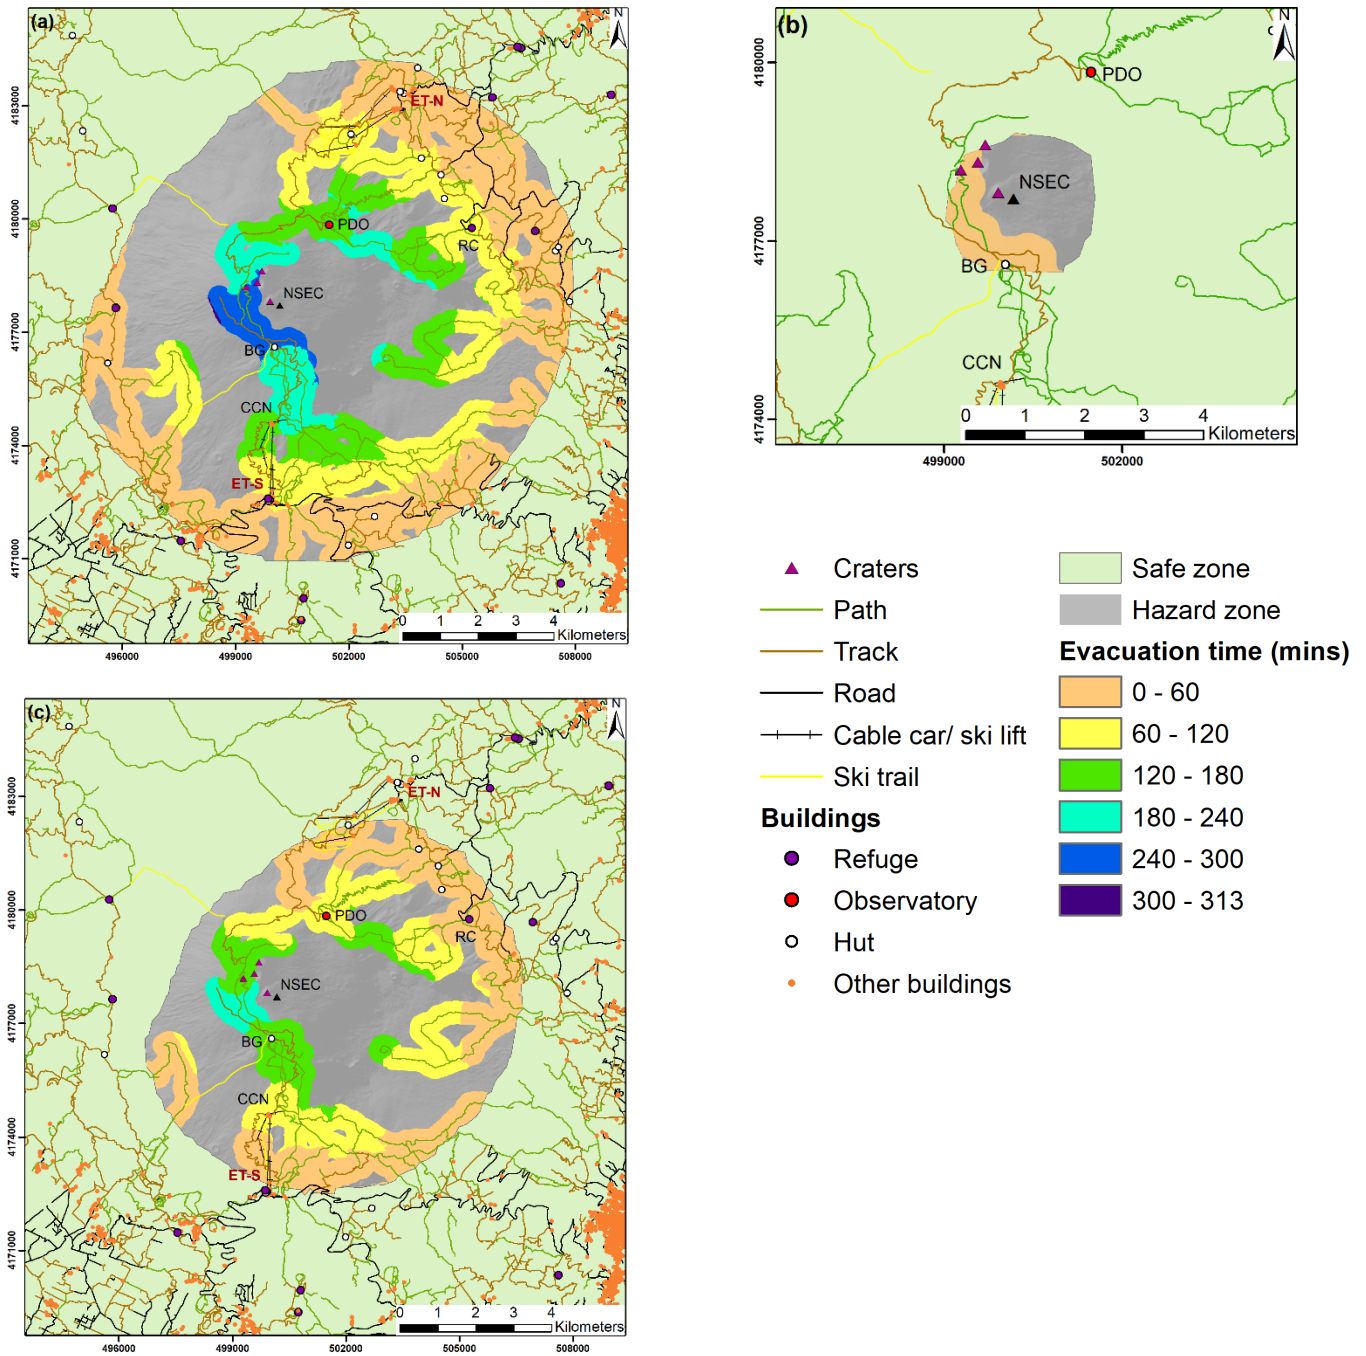 (a)
N
ET-N
PDO
RC
NSEC
BG
CCN
ET-S
4183000
4180000
4177000
4174000
4171000
0 1 2 3 4
Kilometers
496000 499000 502000 505000 508000
(b)
N
PDO
NSEC
BG
CCN
4180000
4177000
4174000
0 1 2 3 4
Kilometers
499000 502000
Craters
Path
Track
Road
Cable car/ ski lift
Ski trail
Buildings
Refuge
Observatory
Hut
Other buildings
Safe zone
Hazard zone
Evacuation time (mins)
0 - 60
60 - 120
120 - 180
180 - 240
240 - 300
300 - 313
(c)
N
ET-N
PDO
RC
NSEC
BG
CCN
ET-S
4183000
4180000
4177000
4174000
4171000
0 1 2 3 4
Kilometers
496000 499000 502000 505000 508000